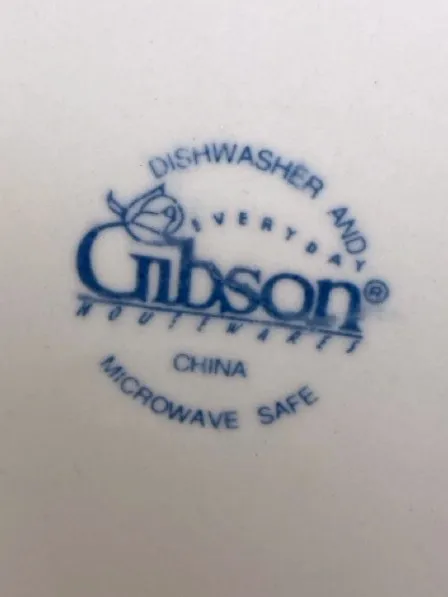 DISHWASHER AND
EVERYDAY
Gibson®
HOUSEWARES
CHINA
MICROWAVE SAFE